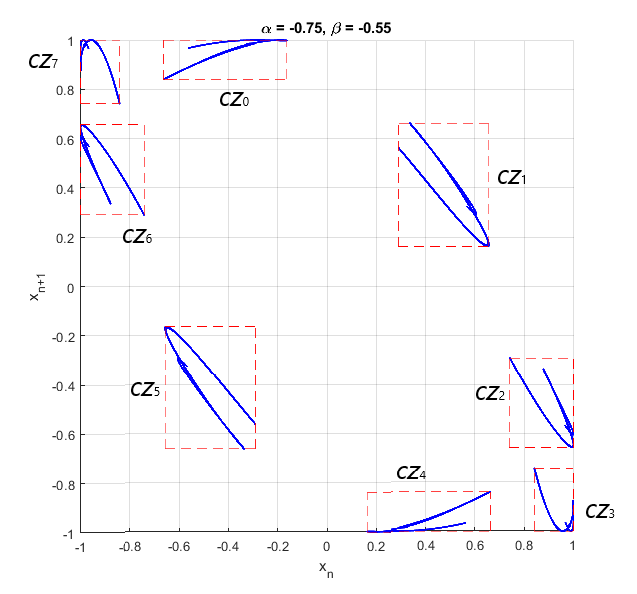 α = -0.75, β = -0.55
1
CZ7
CZ0
0.8
0.6
CZ1
0.4
CZ6
0.2
0
xn+1
-0.2
CZ5
CZ2
-0.4
-0.6
CZ4
-0.8
CZ3
-1
-1 -0.8 -0.6 -0.4 -0.2 0 0.2 0.4 0.6 0.8 1
xn